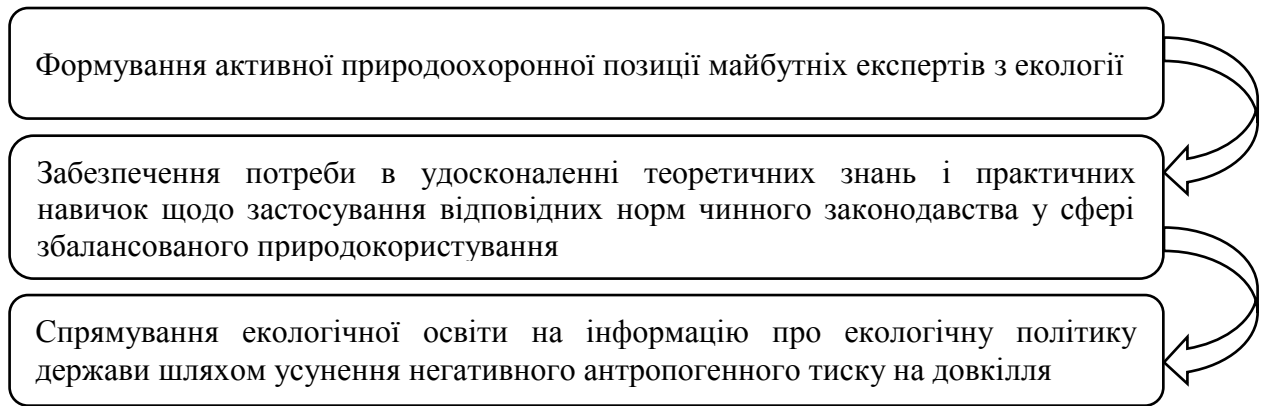 Формування активної природоохоронної позиції майбутніх експертів з екології
Забезпечення потреби в удосконаленні теоретичних знань і практичних
навичок щодо застосування відповідних норм чинного законодавства у сфері
збалансованого природокористування
Спрямування екологічної освіти на інформацію про екологічну політику
держави шляхом усунення негативного антропогенного тиску на довкілля